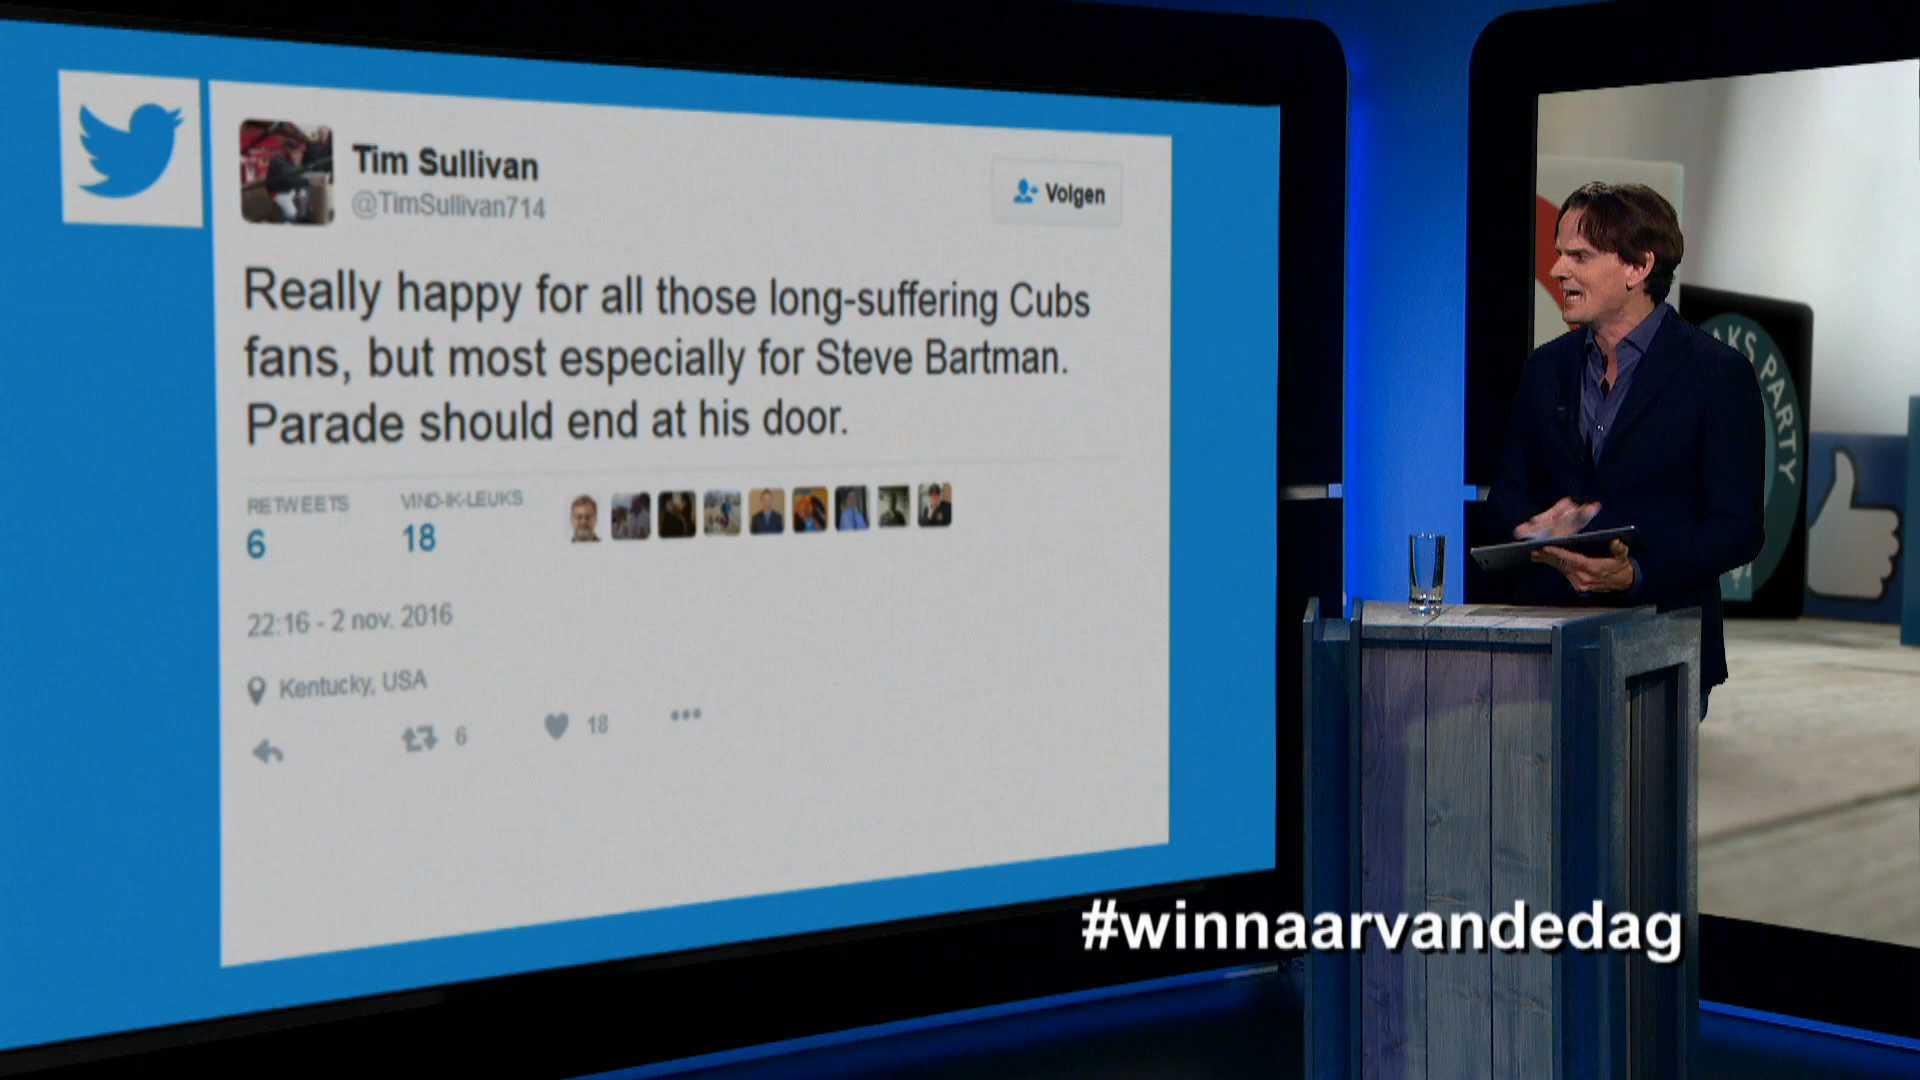 Tim Sullivan
@TimSullivan714
Volgen
Really happy for all those long-suffering Cubs
fans, but most especially for Steve Bartman.
Parade should end at his door.
RETWEETS
VIND-IK-LEUKS
6
18
22:16 - 2 nov. 2016
Kentucky, USA
6
18
PARTY
#winnaarvandedag